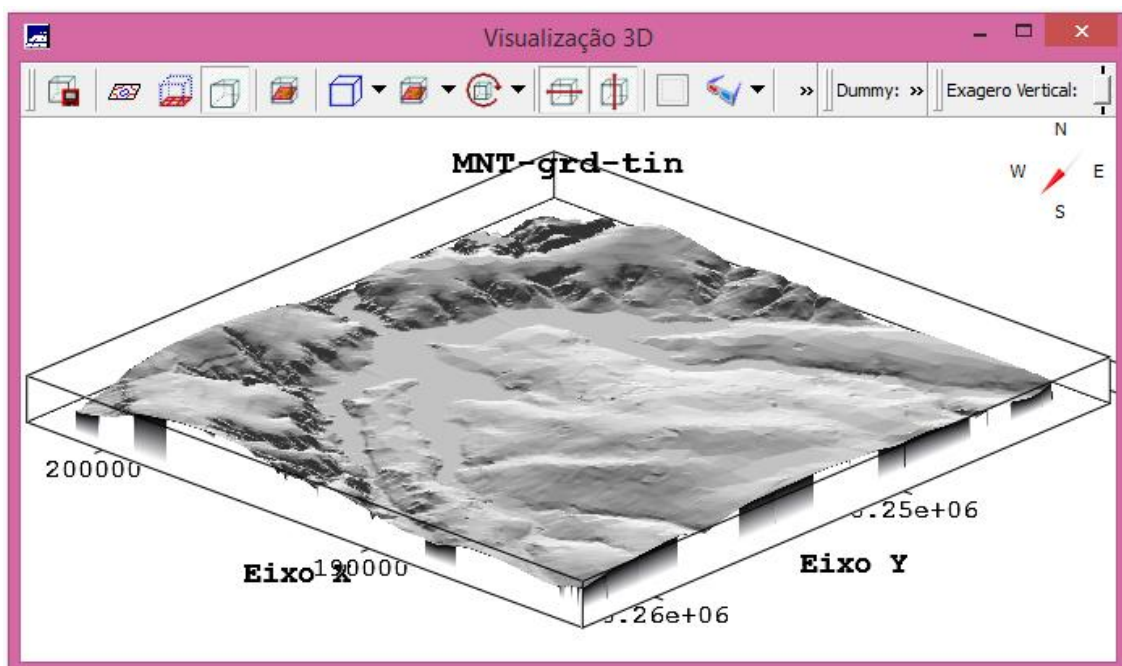 Visualização 3D
Dummy:
Exagero Vertical:
MNT-grd-tin
N
W
E
S
200000
Eixo X
190000
.25e+06
Eixo Y
.26e+06